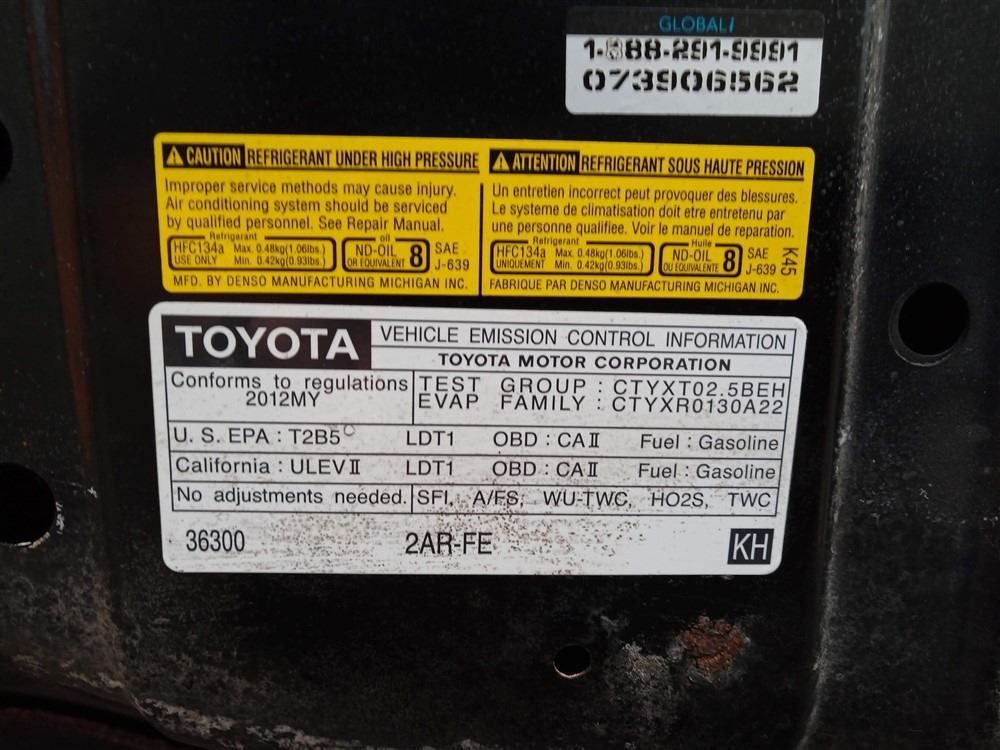 GLOBALi
1-888-291-9991
073906562
CAUTION REFRIGERANT UNDER HIGH PRESSURE
Improper service methods may cause injury.
Air conditioning system should be serviced
by qualified personnel. See Repair Manual.
Refrigerant
HFC134a Max. 0.48kg(1.06lbs.)
USE ONLY Min. 0.42kg(0.93lbs.)
oil
ND-OIL 8
OR EQUIVALENT
SAE
J-639
MFD. BY DENSO MANUFACTURING MICHIGAN INC.
ATTENTION REFRIGERANT SOUS HAUTE PRESSION
Un entretien incorrect peut provoquer des blessures.
Le systeme de climatisation doit etre entretenu par
une personne qualifiee. Voir le manuel de reparation.
Refrigerant
HFC134a Max. 0.48kg(1.06lbs.)
UNIQUEMENT Min. 0.42kg(0.93lbs.)
Huile
ND-OIL 8
OU EQUIVALENTE
SAE
J-639
K45
FABRIQUE PAR DENSO MANUFACTURING MICHIGAN INC.
TOYOTA VEHICLE EMISSION CONTROL INFORMATION
TOYOTA MOTOR CORPORATION
Conforms to regulations
2012MY
TEST GROUP : CTYXT02.5BEH
EVAP FAMILY : CTYXR0130A22
U. S. EPA : T2B5 LDT1 OBD : CAII Fuel : Gasoline
California : ULEVII LDT1 OBD : CAII Fuel : Gasoline
No adjustments needed. SFI, A/FS, WU-TWC, HO2S, TWC
36300 2AR-FE KH